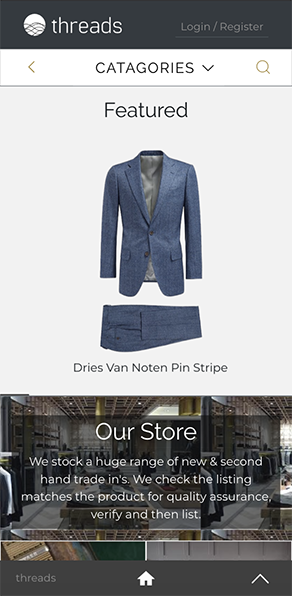 threads
Login / Register
CATAGORIES
Featured
Dries Van Noten Pin Stripe
Our Store
We stock a huge range of new & second
hand trade in's. We check the listing
matches the product for quality assurance,
verify and then list.
threads